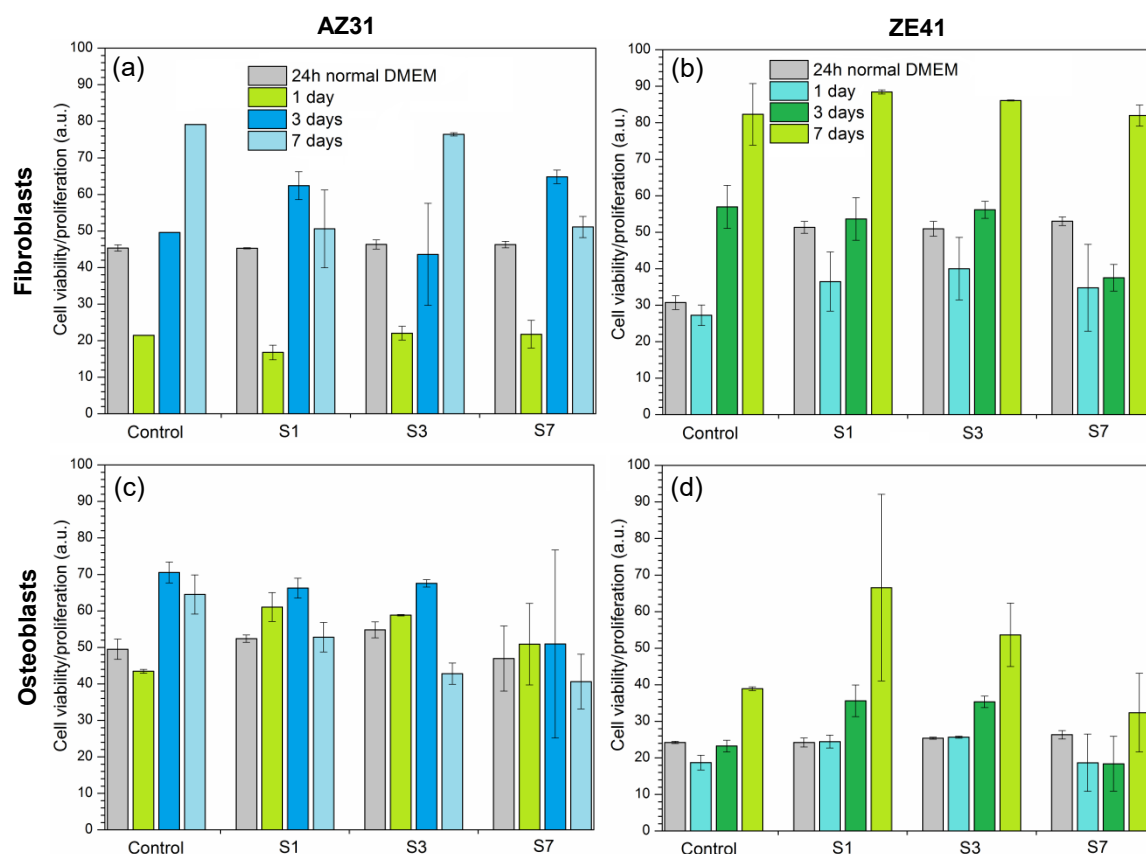 AZ31
ZE41
Fibroblasts
Osteoblasts
(a)
Cell viability/proliferation (a.u.)
100
90
80
70
60
50
40
30
20
10
0
24h normal DMEM
1 day
3 days
7 days
Control S1 S3 S7
(b)
Cell viability/proliferation (a.u.)
100
90
80
70
60
50
40
30
20
10
0
24h normal DMEM
1 day
3 days
7 days
Control S1 S3 S7
(c)
Cell viability/proliferation (a.u.)
100
90
80
70
60
50
40
30
20
10
0
Control S1 S3 S7
(d)
Cell viability/proliferation (a.u.)
100
90
80
70
60
50
40
30
20
10
0
Control S1 S3 S7